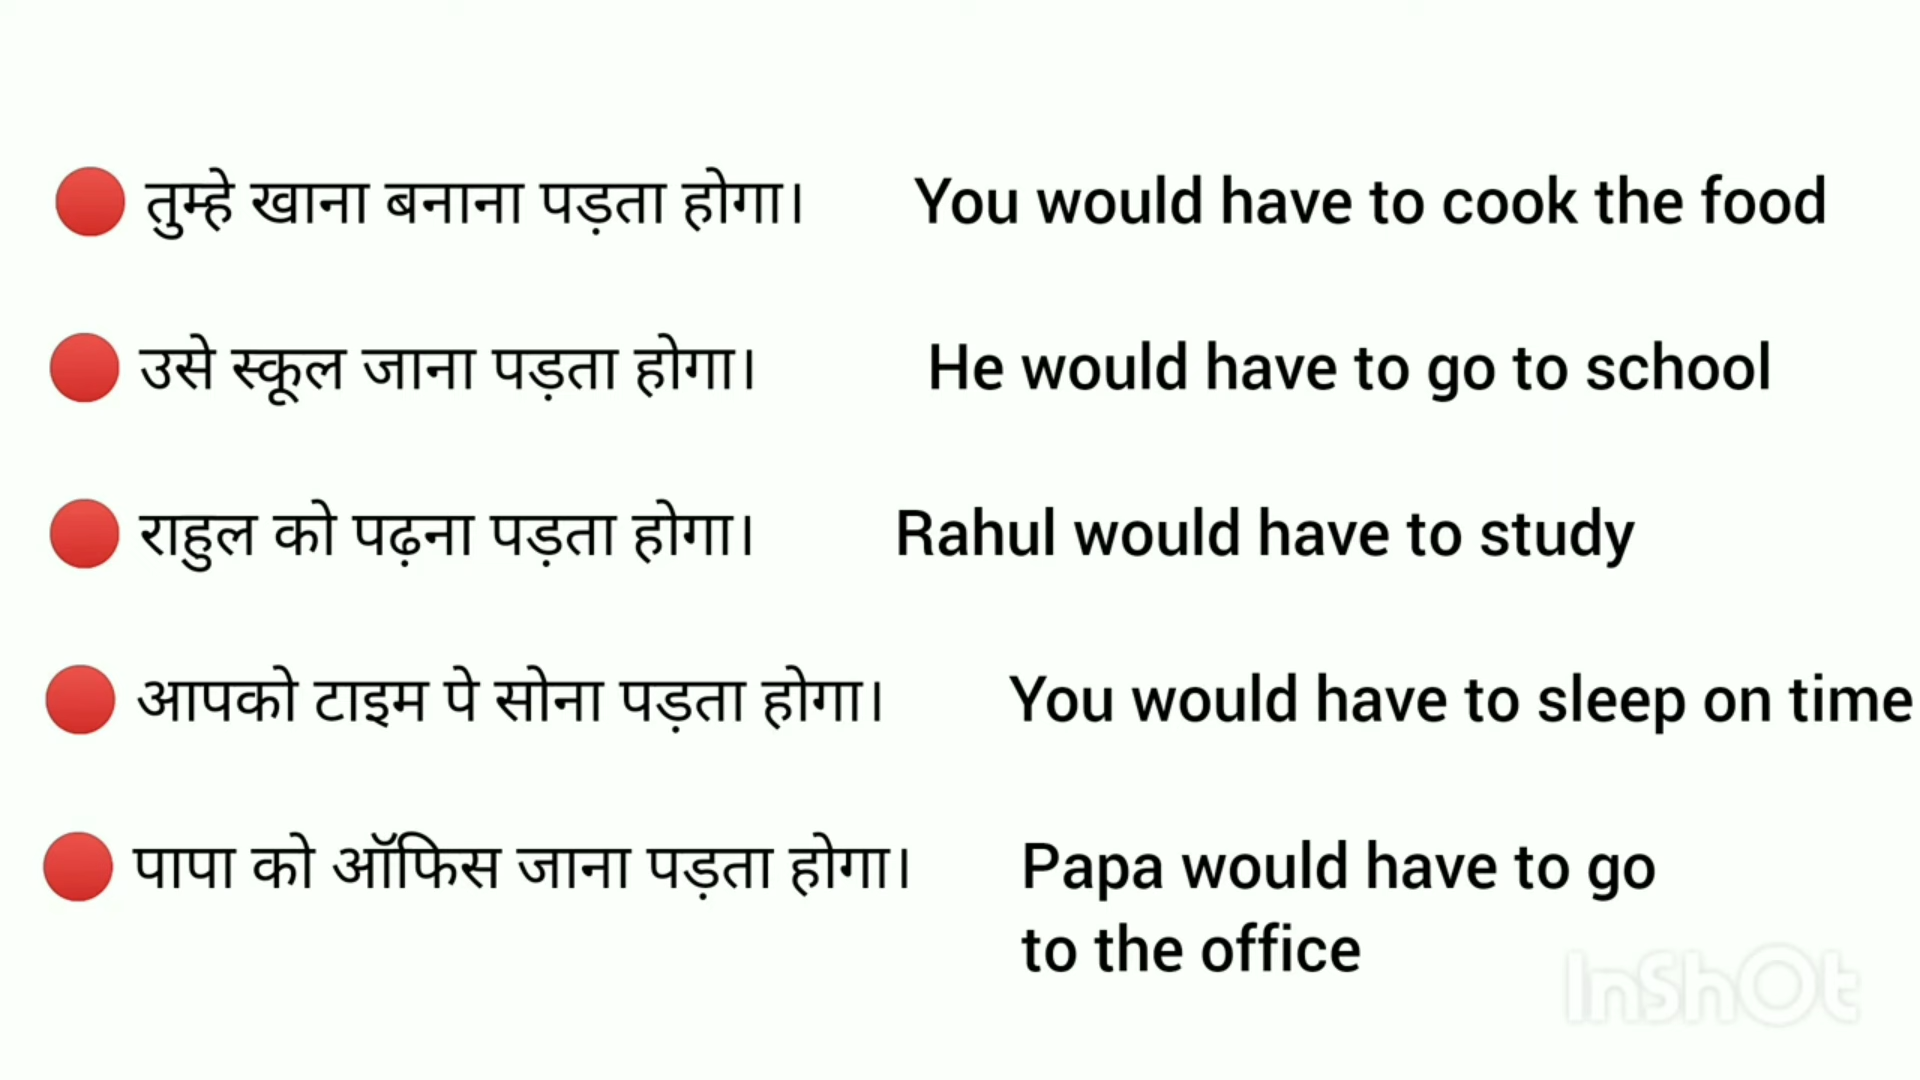 तुम्हे खाना बनाना पड़ता होगा। You would have to cook the food
उसे स्कूल जाना पड़ता होगा। He would have to go to school
राहुल को पढ़ना पड़ता होगा। Rahul would have to study
आपको टाइम पे सोना पड़ता होगा। You would have to sleep on time
पापा को ऑफिस जाना पड़ता होगा। Papa would have to go
to the office
InShOt